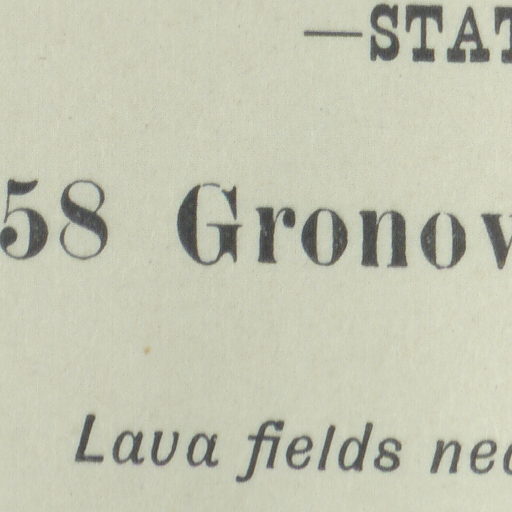 —STAT
58 Gronov
Lava fields nea